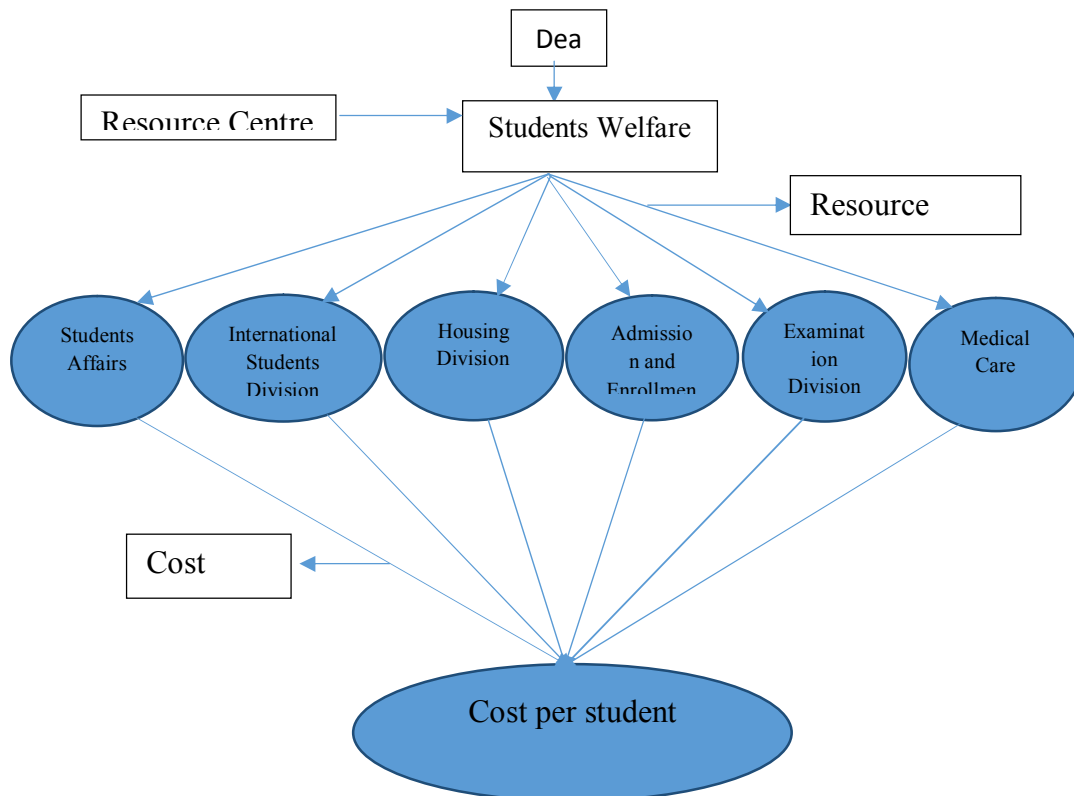 Dea
Resource Centre
Students Welfare
Resource
Students
Affairs
International
Students
Division
Housing
Division
Admissio
n and
Enrollmen
Examinat
ion
Division
Medical
Care
Cost
Cost per student